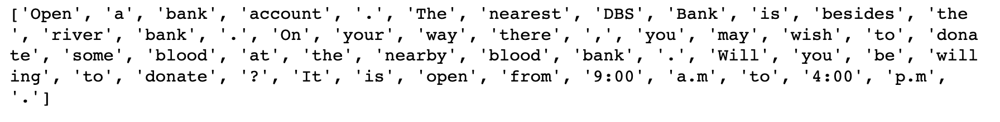 ['Open', 'a', 'bank', 'account', '.', 'The', 'nearest', 'DBS', 'Bank', 'is', 'besides', 'the
', 'river', 'bank', '.', 'On', 'your', 'way', 'there', ',', 'you', 'may', 'wish', 'to', 'dona
te', 'some', 'blood', 'at', 'the', 'nearby', 'blood', 'bank', '.', 'Will', 'you', 'be', 'will
ing', 'to', 'donate', '?', 'It', 'is', 'open', 'from', '9:00', 'a.m', 'to', '4:00', 'p.m',
'.']